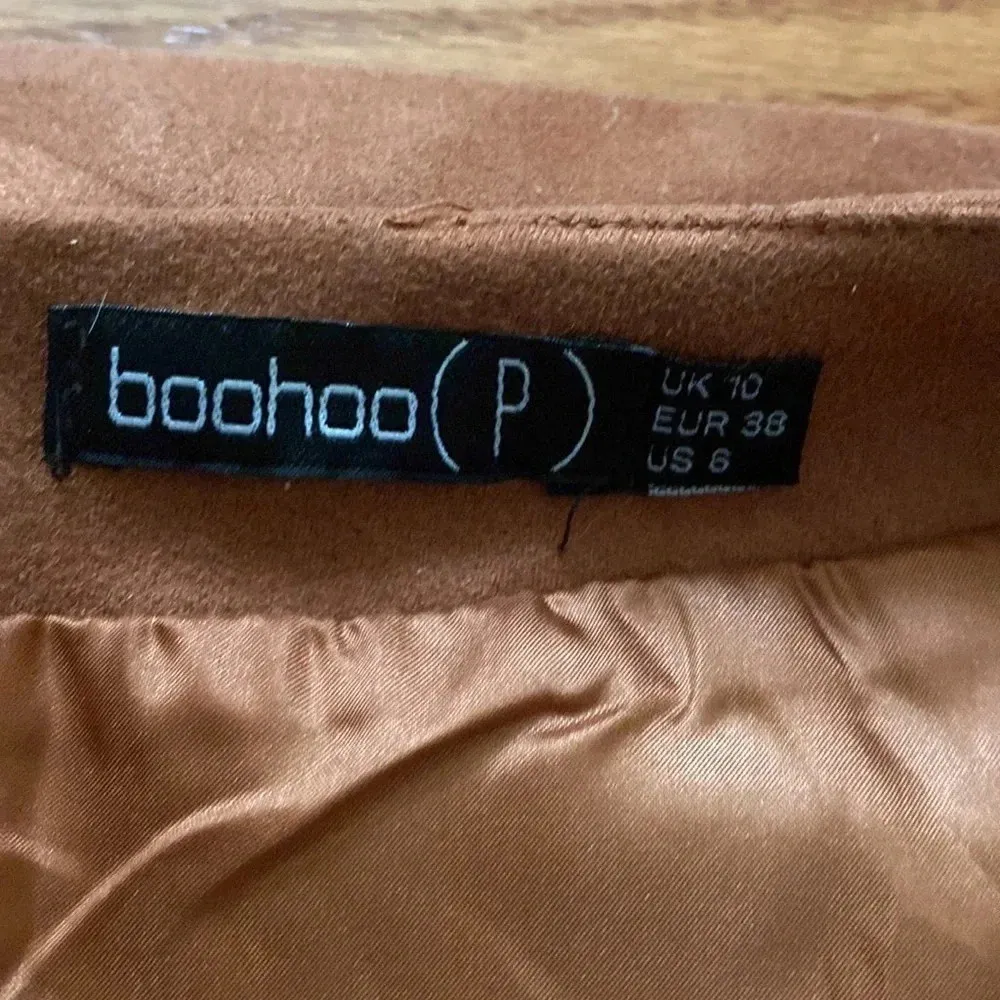 boohoo (P)
UK 10
EUR 38
US 6